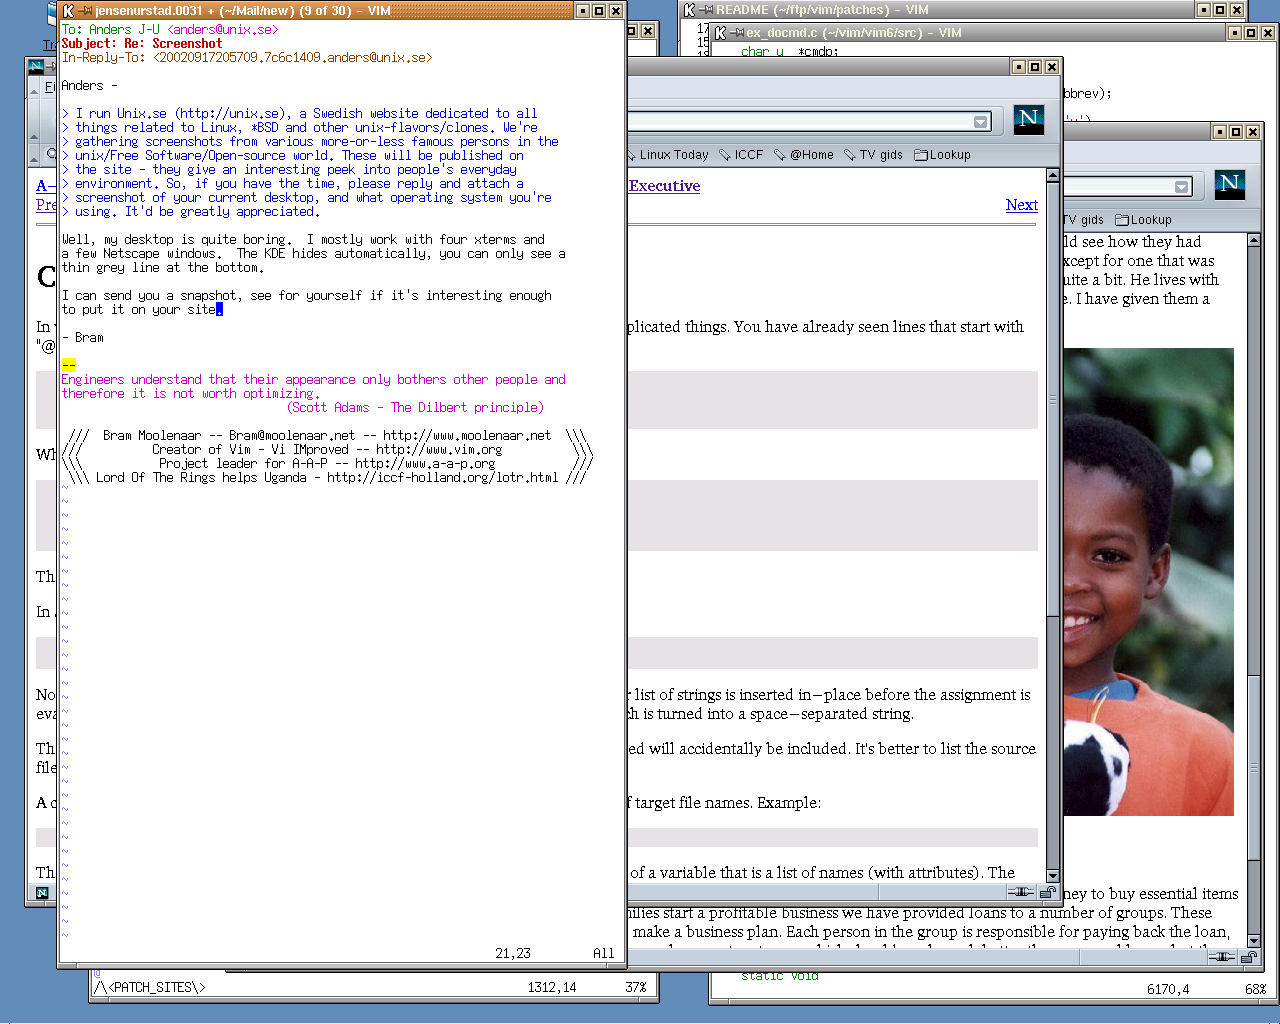 jensenurstad.0031 + (~/Mail/new) (9 of 30) - VIM
To: Anders J-U <anders@unix.se>
Subject: Re: Screenshot
In-Reply-To: <20020917205709.7c6c1409.anders@unix.se>
Anders -
> I run Unix.se (http://unix.se), a Swedish website dedicated to all
> things related to Linux, *BSD and other unix-flavors/clones. We're
> gathering screenshots from various more-or-less famous persons in the
> unix/Free Software/Open-source world. These will be published on
> the site - they give an interesting peek into people's everyday
> environment. So, if you have the time, please reply and attach a
> screenshot of your current desktop, and what operating system you're
> using. It'd be greatly appreciated.
Well, my desktop is quite boring.  I mostly work with four xterms and
a few Netscape windows.  The KDE hides automatically, you can only see a
thin grey line at the bottom.
I can send you a snapshot, see for yourself if it's interesting enough
to put it on your site.
- Bram
--
Engineers understand that their appearance only bothers other people and
therefore it is not worth optimizing.
(Scott Adams - The Dilbert principle)
///  Bram Moolenaar -- Bram@moolenaar.net -- http://www.moolenaar.net  \\\
///          Creator of Vim - Vi IMproved -- http://www.vim.org          \\\
\\\           Project leader for A-A-P -- http://www.a-a-p.org           ///
\\\ Lord Of The Rings helps Uganda - http://iccf-holland.org/lotr.html ///
21,23 All
README (~/ftp/vim/patches) - VIM
ex_docmd.c (~/vim/vim6/src) - VIM
char_u *cmdp;
bbrev);
Linux Today ICCF @Home TV gids Lookup
Executive
Next
plicated things. You have already seen lines that start with
"@
In
Wh
Th
In
r list of strings is inserted in-place before the assignment is
No
eva
ch is turned into a space-separated string.
Th
ed will accidentally be included. It's better to list the source
file
A
f target file names. Example:
Th
of a variable that is a list of names (with attributes). The
TV gids Lookup
ld see how they had
xcept for one that was
uite a bit. He lives with
e. I have given them a
ney to buy essential items
milies start a profitable business we have provided loans to a number of groups. These
make a business plan. Each person in the group is responsible for paying back the loan,
@
/\<PATCH_SITES\> 1312,14 37%
static void
6170,4 68%